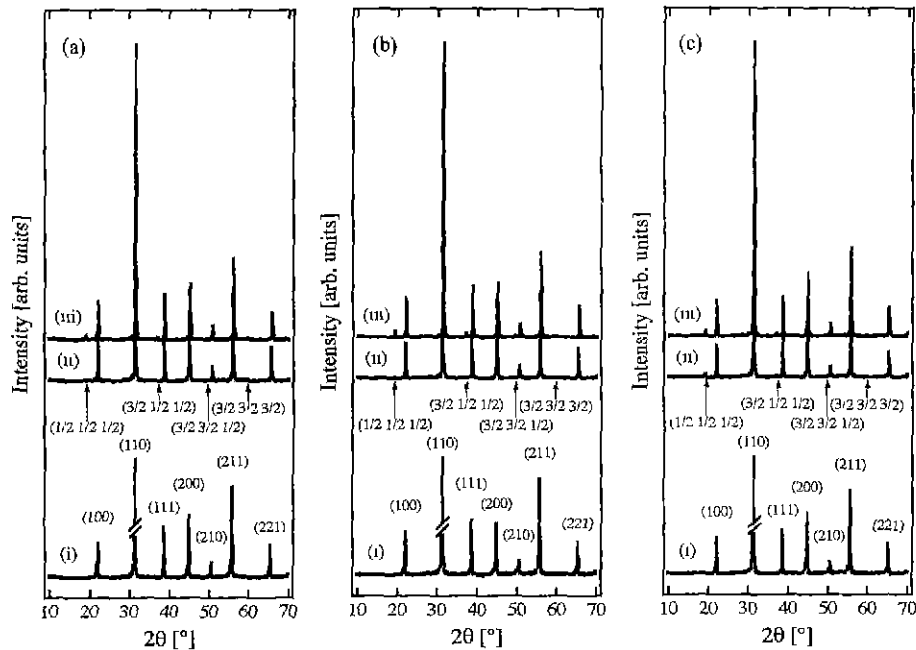 (a)
Intensity [arb. units]
(iii)
(ii)
(3/2 1/2 1/2)
(3/2 3/2 3/2)
(1/2 1/2 1/2)
(3/2 3/2 1/2)
(110)
(211)
(200)
(100)
(111)
(210)
(221)
(i)
10 20 30 40 50 60 70
2θ [°]
(b)
Intensity [arb. units]
(iii)
(ii)
(3/2 1/2 1/2)
(3/2 3/2 3/2)
(1/2 1/2 1/2)
(3/2 3/2 1/2)
(110)
(211)
(111)
(100)
(200)
(210)
(221)
(i)
10 20 30 40 50 60 70
2θ [°]
(c)
Intensity [arb. units]
(iii)
(ii)
(3/2 1/2 1/2)
(3/2 3/2 3/2)
(1/2 1/2 1/2)
(3/2 3/2 1/2)
(110)
(211)
(200)
(100)
(111)
(210)
(221)
(i)
10 20 30 40 50 60 70
2θ [°]